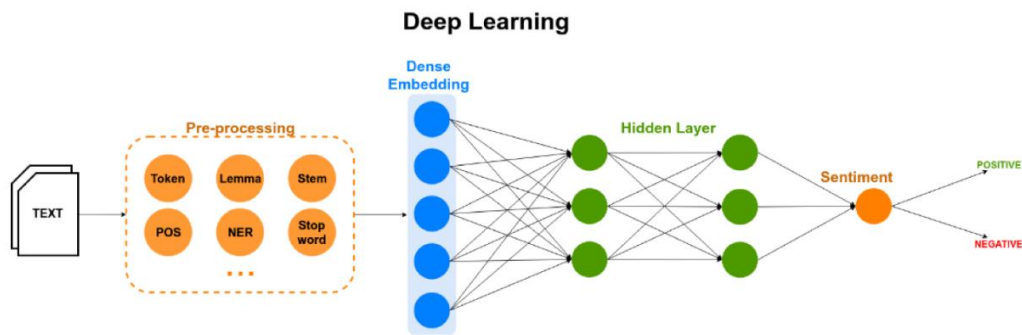 Deep Learning
Dense
Embedding
Pre-processing
Hidden Layer
Token
Lemma
Stem
Sentiment
POSITIVE
TEXT
POS
NER
Stop
word
NEGATIVE
...